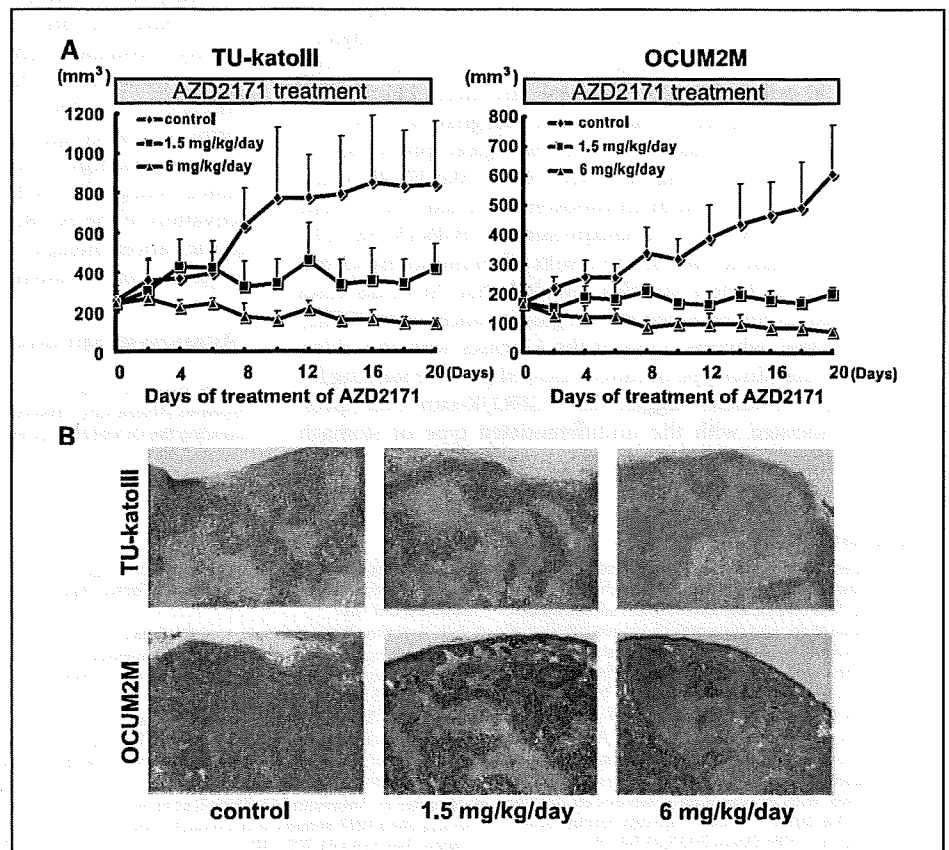 A
TU-katoIII
(mm³)
AZD2171 treatment
1200
1000
800
600
400
200
0
control
1.5 mg/kg/day
6 mg/kg/day
0 4 8 12 16 20 (Days)
Days of treatment of AZD2171
OCUM2M
(mm³)
AZD2171 treatment
800
700
600
500
400
300
200
100
0
control
1.5 mg/kg/day
6 mg/kg/day
0 4 8 12 16 20 (Days)
Days of treatment of AZD2171
B
TU-katoIII
OCUM2M
control 1.5 mg/kg/day 6 mg/kg/day